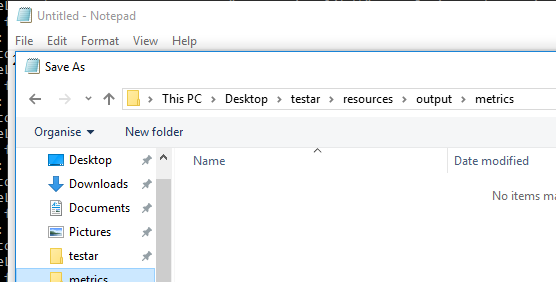 Untitled - Notepad
File Edit Format View Help
Save As
This PC > Desktop > testar > resources > output > metrics
Organise New folder
Name Date modified
Desktop
Downloads
Documents
Pictures
testar
metrics
No items